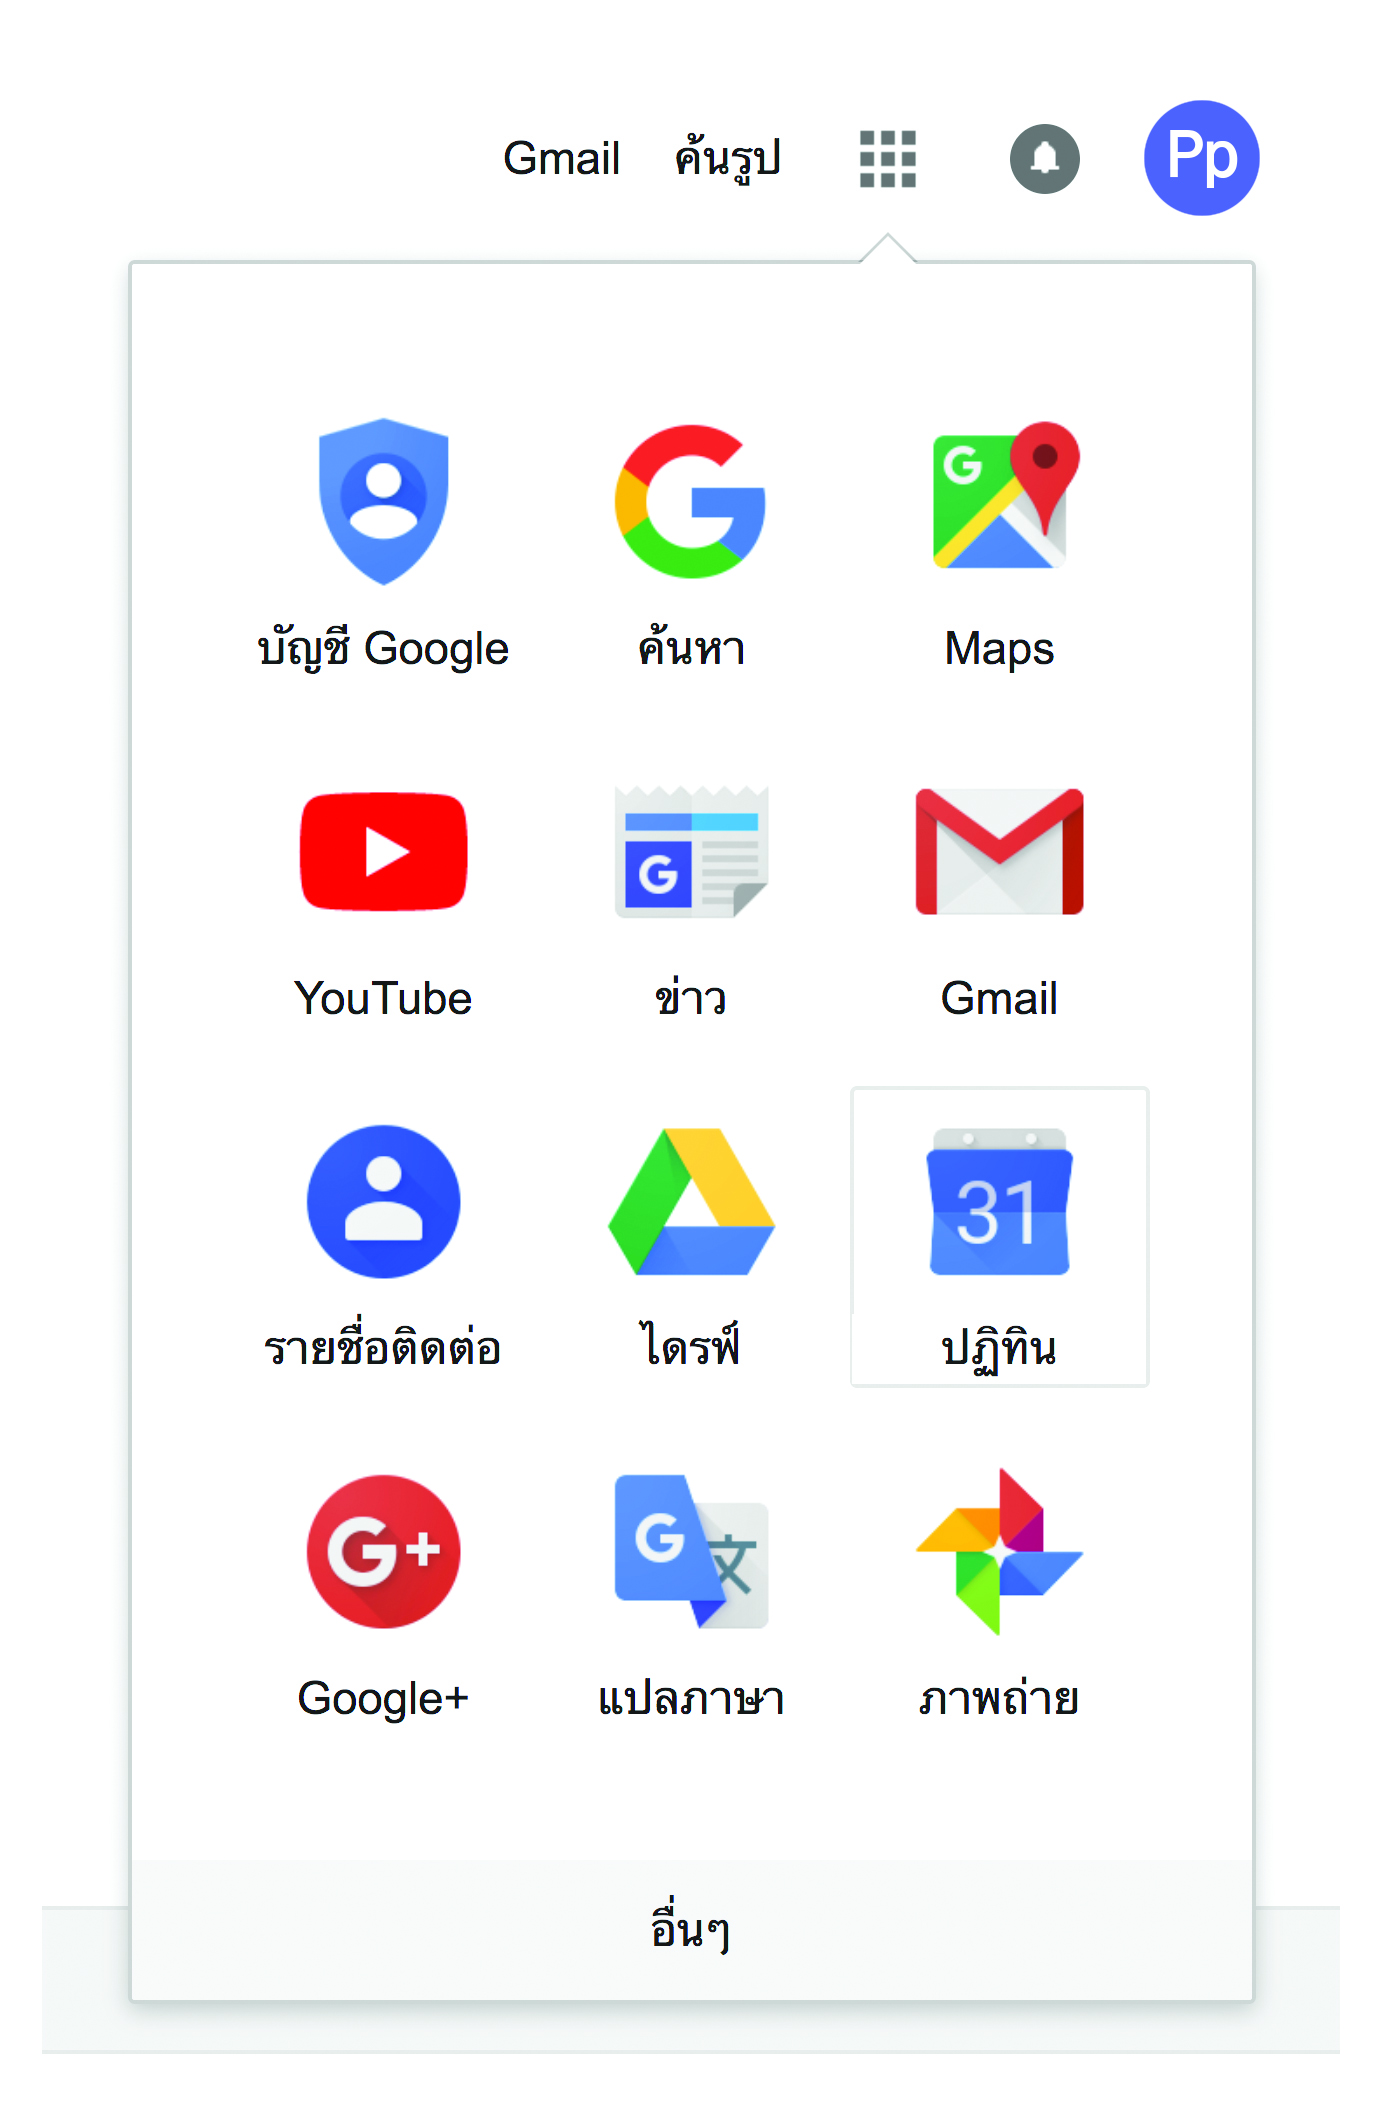 Gmail ค้นรูป Pp
บัญชี Google ค้นหา Maps
YouTube ข่าว Gmail
31
รายชื่อติดต่อ ไดรฟ์ ปฏิทิน
G+ 文
Google+ แปลภาษา ภาพถ่าย
อื่นๆ